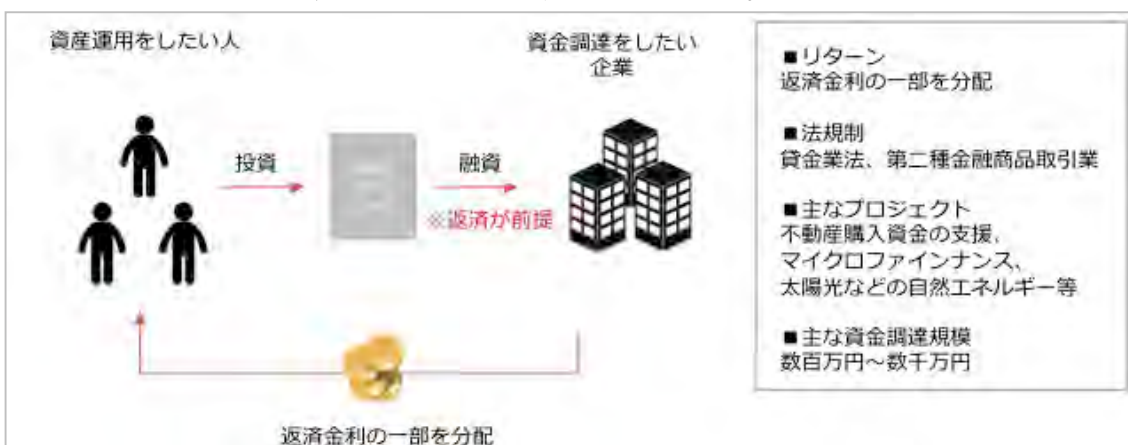 資産運用をしたい人
資金調達をしたい
企業
投資
融資
※返済が前提
返済金利の一部を分配
■リターン
返済金利の一部を分配
■法規制
貸金業法、第二種金融商品取引業
■主なプロジェクト
不動産購入資金の支援、
マイクロファインナンス、
太陽光などの自然エネルギー等
■主な資金調達規模
数百万円～数千万円